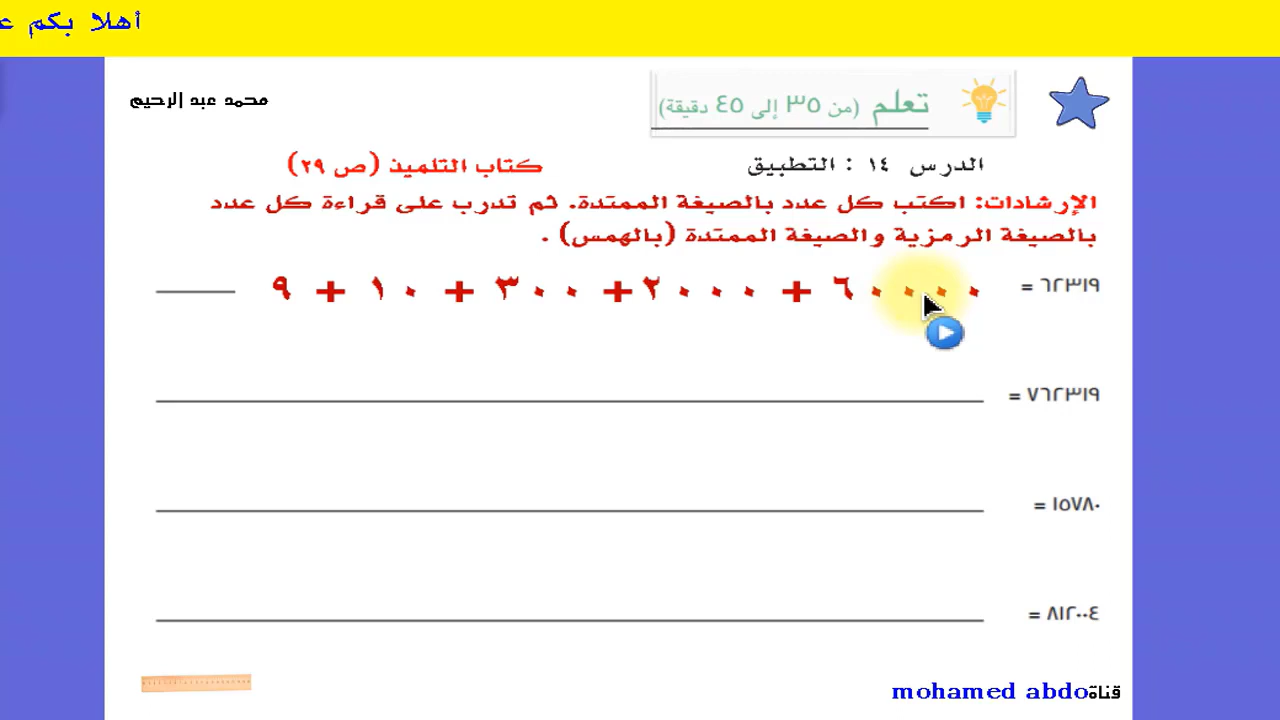 أهلا بكم
محمد عبد الرحيم
تعلم (من ٣٥ إلى ٤٥ دقيقة)
الدرس ١٤ : التطبيق كتاب التلميذ (ص ٢٩)
الإرشادات: اكتب كل عدد بالصيغة الممتدة. ثم تدرب على قراءة كل عدد
بالصيغة الرمزية والصيغة الممتدة (بالهمس) .
٦٢٣١٩ = ٦٠٠٠٠ + ٢٠٠٠ + ٣٠٠ + ١٠ + ٩
٧٦٢٣١٩ =
١٥٧٨٠ =
٨١٢٠٠٤ =
قناة mohamed abdo